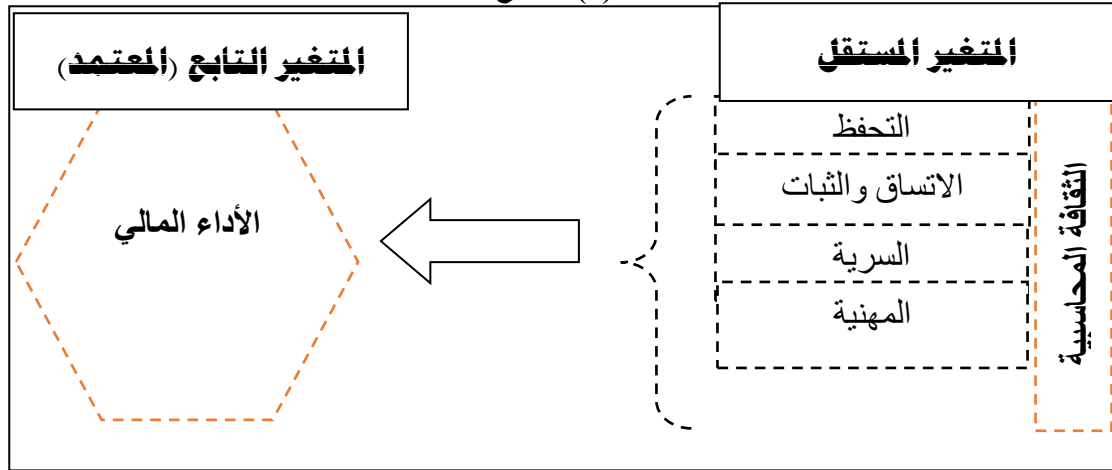 المتغير المستقل
المتغير التابع (المعتمد)
الثقافة المحاسبية
التحفظ
الاتساق والثبات
السرية
المهنية
الأداء المالي